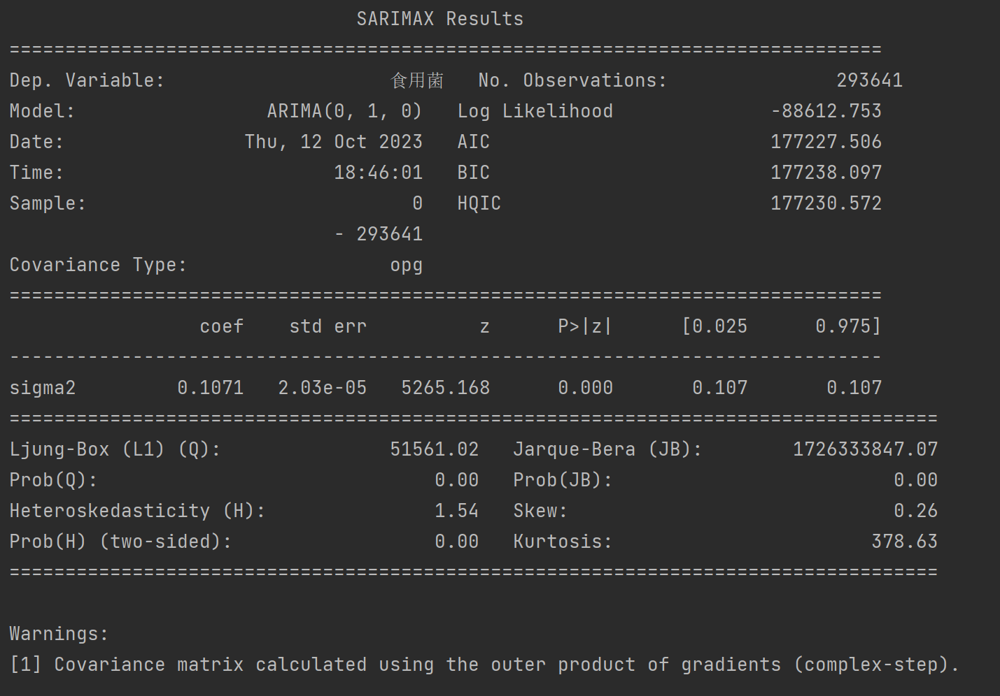 SARIMAX Results
==============================================================================
Dep. Variable: 食用菌 No. Observations: 293641
Model: ARIMA(0, 1, 0) Log Likelihood -88612.753
Date: Thu, 12 Oct 2023 AIC 177227.506
Time: 18:46:01 BIC 177238.097
Sample: 0 HQIC 177230.572
- 293641
Covariance Type: opg
==============================================================================
coef std err z P>|z| [0.025 0.975]
------------------------------------------------------------------------------
sigma2 0.1071 2.03e-05 5265.168 0.000 0.107 0.107
===================================================================================
Ljung-Box (L1) (Q): 51561.02 Jarque-Bera (JB): 1726333847.07
Prob(Q): 0.00 Prob(JB): 0.00
Heteroskedasticity (H): 1.54 Skew: 0.26
Prob(H) (two-sided): 0.00 Kurtosis: 378.63
===================================================================================
Warnings:
[1] Covariance matrix calculated using the outer product of gradients (complex-step).